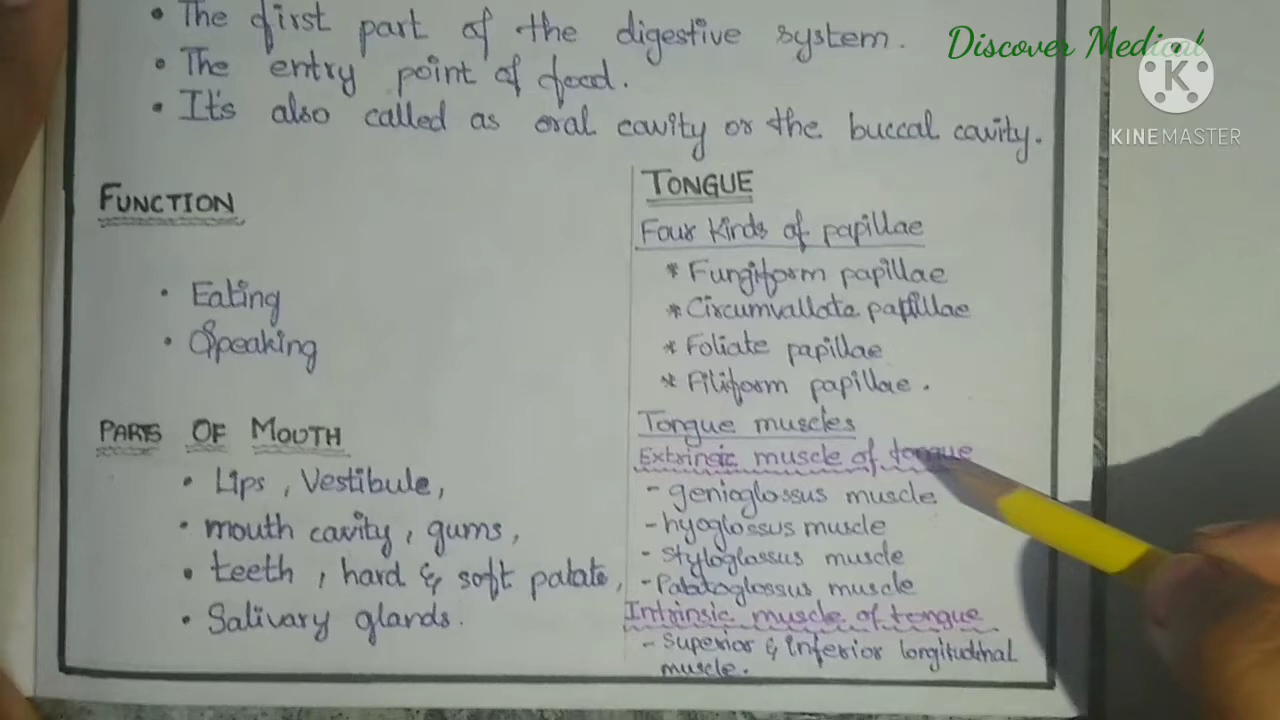 • The first part of the digestive system.
• The entry point of food.
• It's also called as oral cavity or the buccal cavity.
Discover Medical
K
KINEMASTER
FUNCTION
• Eating
• Speaking
PARTS OF MOUTH
• Lips, Vestibule,
• mouth cavity, gums,
• teeth, hard & soft palate,
• Salivary glands.
TONGUE
Four kinds of papillae
* Fungiform papillae
* Circumvallate papillae
* Foliate papillae
* Filiform papillae.
Tongue muscles
Extrinsic muscle of tongue
- genioglossus muscle
- hyoglossus muscle
- Styloglossus muscle
- Palatoglossus muscle
Intrinsic muscle of tongue
- Superior & inferior longitudinal
muscle.